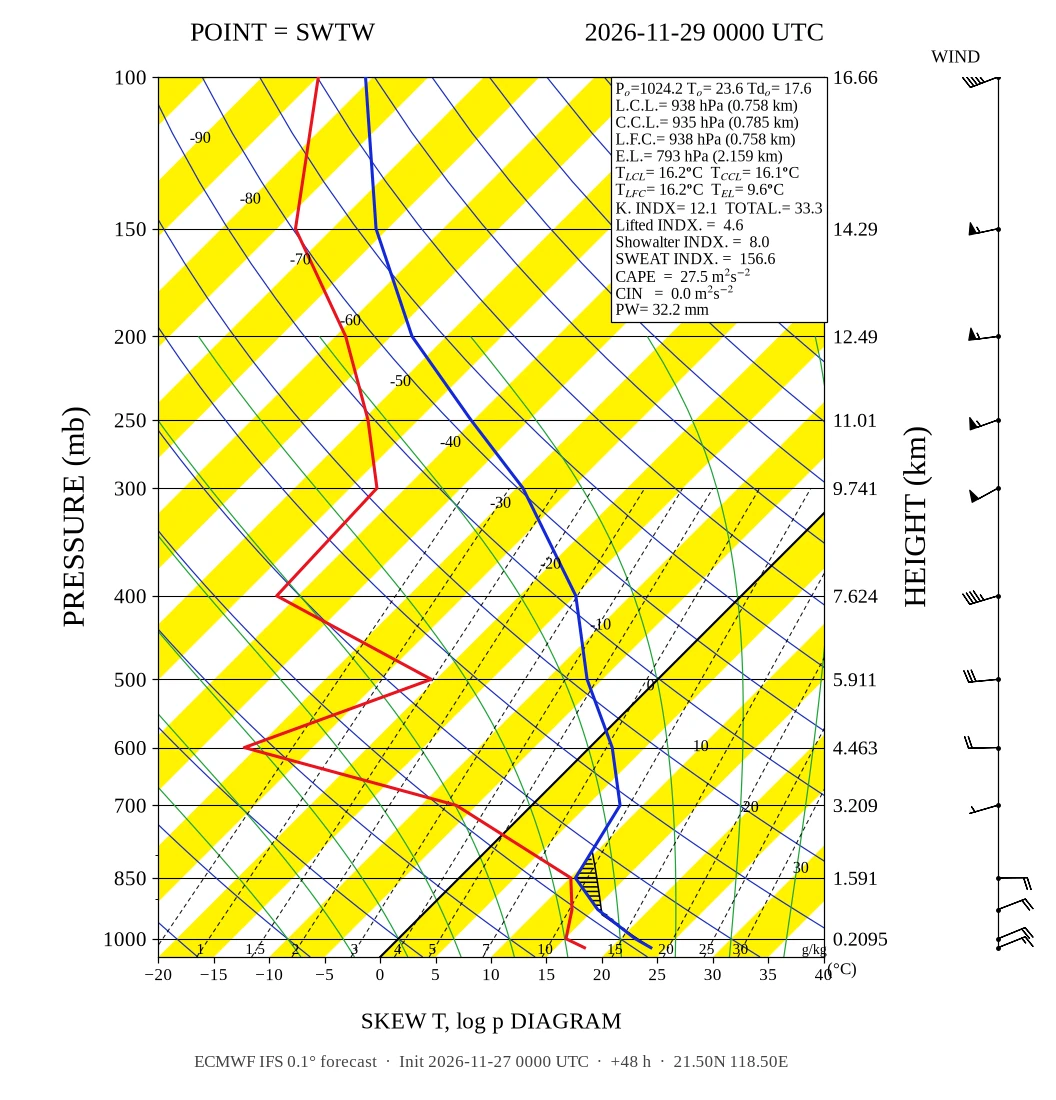 POINT = SWTW
2026-11-29 0000 UTC
WIND
100
16.66
Pₒ=1024.2 Tₒ= 23.6 Tdₒ= 17.6
L.C.L.= 938 hPa (0.758 km)
C.C.L.= 935 hPa (0.785 km)
L.F.C.= 938 hPa (0.758 km)
E.L.= 793 hPa (2.159 km)
T_LCL= 16.2°C T_CCL= 16.1°C
T_LFC= 16.2°C T_EL= 9.6°C
K. INDX= 12.1 TOTAL.= 33.3
Lifted INDX. = 4.6
Showalter INDX. = 8.0
SWEAT INDX. = 156.6
CAPE = 27.5 m²s⁻²
CIN = 0.0 m²s⁻²
PW= 32.2 mm
-90
-80
150
14.29
-70
-60
200
12.49
-50
250
11.01
-40
300
9.741
-30
-20
400
7.624
-10
500
5.911
0
600
10
4.463
700
20
3.209
850
30
1.591
1000
0.2095
1 1.5 2 3 4 5 7 10 15 20 25 30 g/kg
−20 −15 −10 −5 0 5 10 15 20 25 30 35 40 (°C)
PRESSURE (mb)
HEIGHT (km)
SKEW T, log p DIAGRAM
ECMWF IFS 0.1° forecast · Init 2026-11-27 0000 UTC · +48 h · 21.50N 118.50E